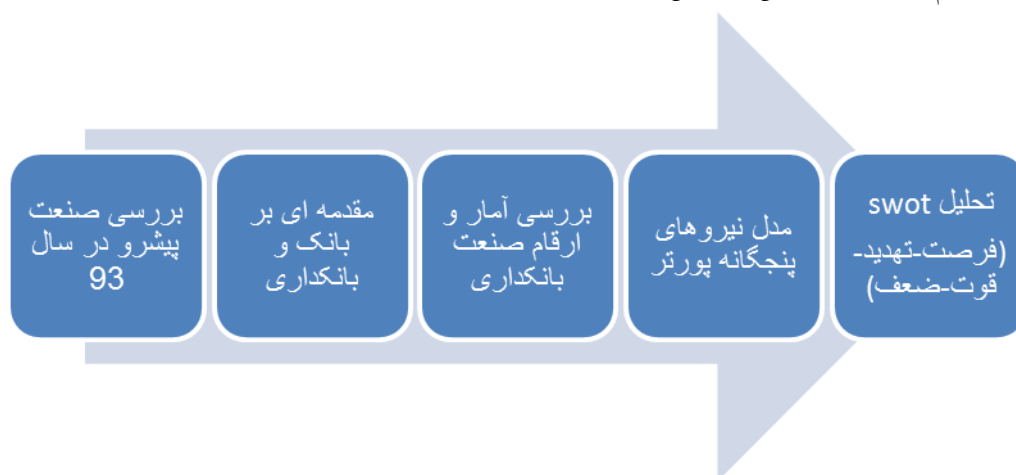 بررسی صنعت
پیشرو در سال
93
مقدمه ای بر
بانک و
بانکداری
بررسی آمار و
ارقام صنعت
بانکداری
مدل نیروهای
پنجگانه پورتر
تحلیل swot
(فرصت-تهدید-
قوت-ضعف)